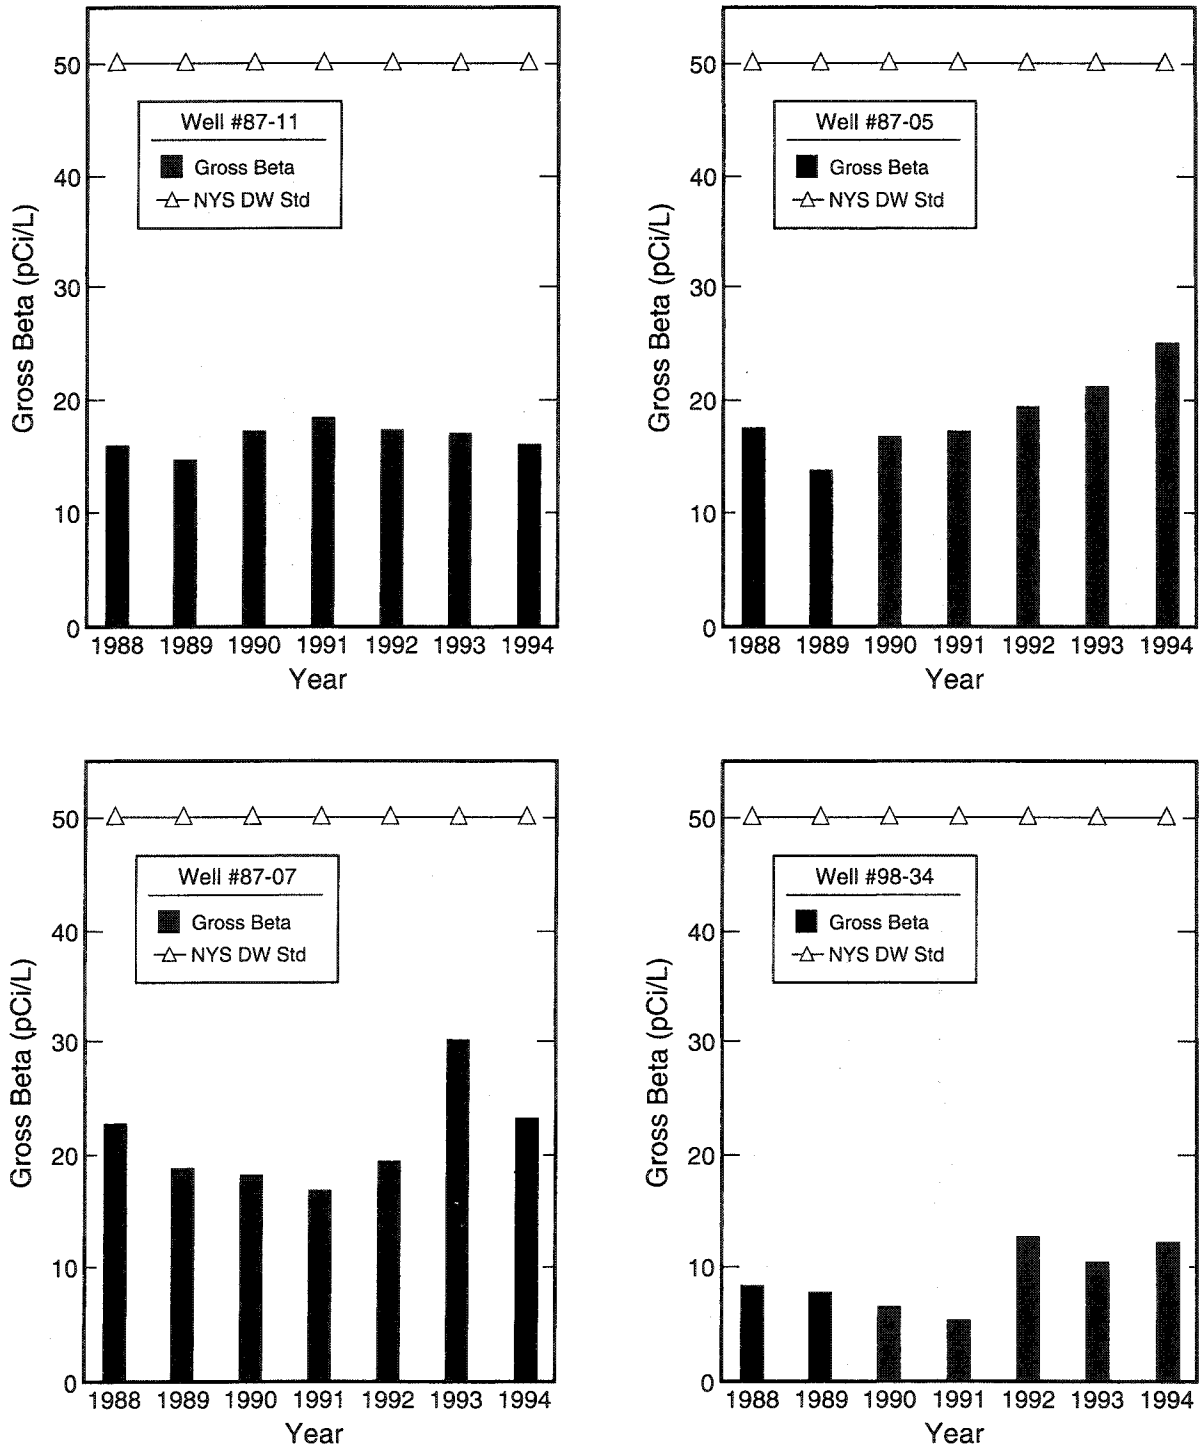 Gross Beta (pCi/L)
50
40
30
20
10
0
Well #87-11
Gross Beta
NYS DW Std
1988 1989 1990 1991 1992 1993 1994
Year
Gross Beta (pCi/L)
50
40
30
20
10
0
Well #87-05
Gross Beta
NYS DW Std
1988 1989 1990 1991 1992 1993 1994
Year
Gross Beta (pCi/L)
50
40
30
20
10
0
Well #87-07
Gross Beta
NYS DW Std
1988 1989 1990 1991 1992 1993 1994
Year
Gross Beta (pCi/L)
50
40
30
20
10
0
Well #98-34
Gross Beta
NYS DW Std
1988 1989 1990 1991 1992 1993 1994
Year